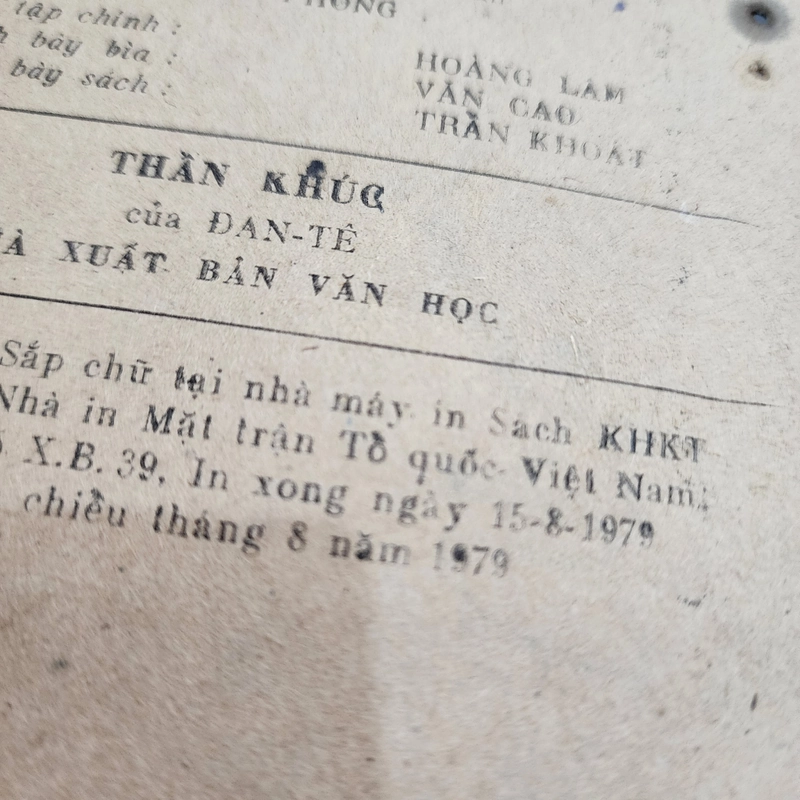 HỒNG
tập chính :
bày bìa :
bày sách :
HOÀNG LAM
VĂN CAO
TRẦN KHOÁT
THẦN KHÚC
của ĐAN-TÊ
À XUẤT BẢN VĂN HỌC
Sắp chữ tại nhà máy in Sách KHKT
Nhà in Mặt trận Tổ quốc Việt Nam;
X.B. 39. In xong ngày 15-8-1979
chiều tháng 8 năm 1979